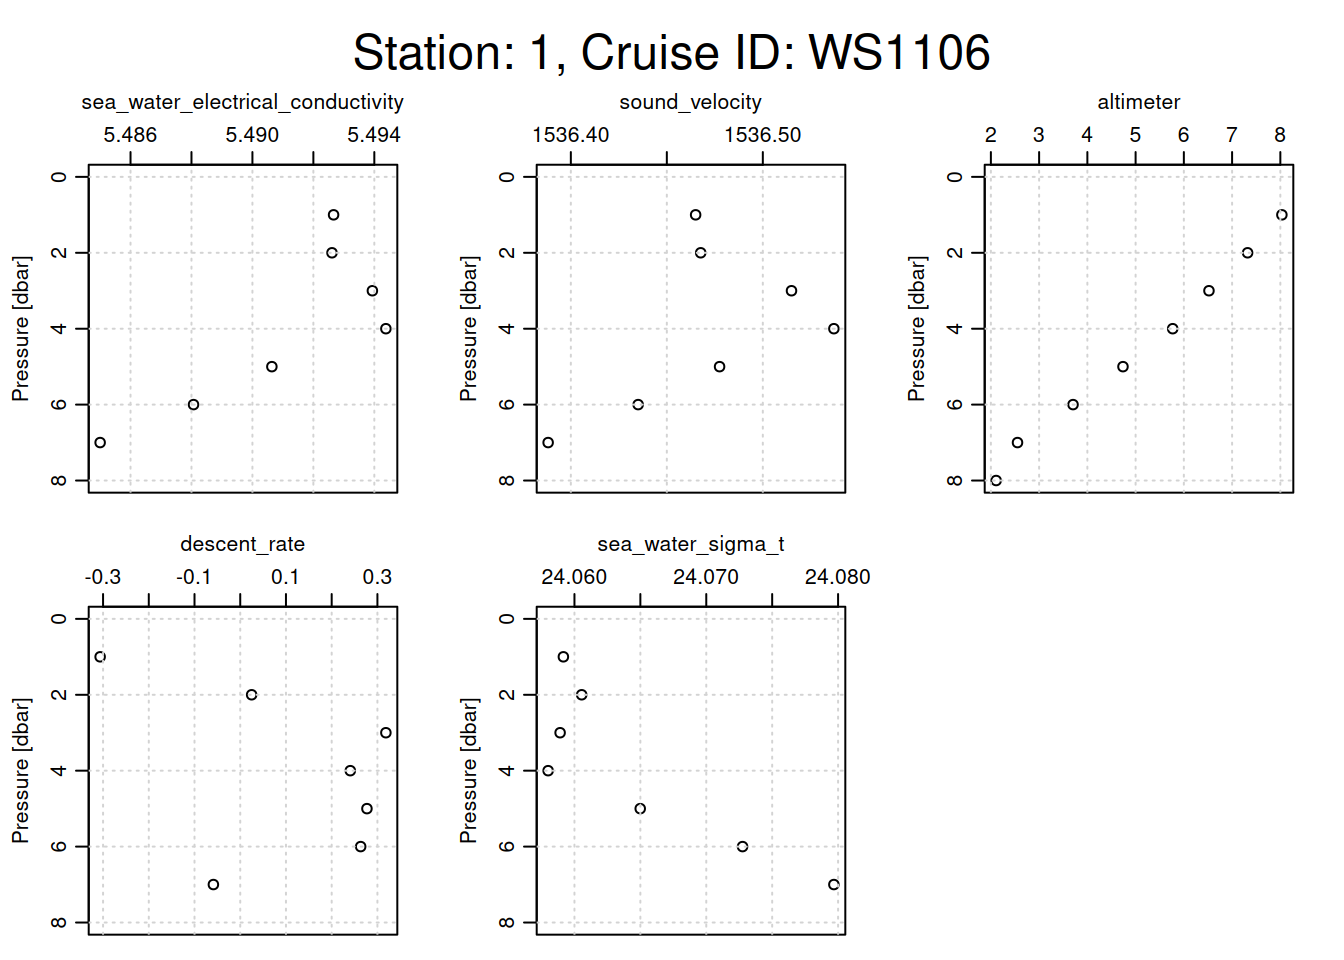 Station: 1, Cruise ID: WS1106
sea_water_electrical_conductivity
5.486 5.490 5.494
0
2
4
6
8
Pressure [dbar]
sound_velocity
1536.40 1536.50
0
2
4
6
8
Pressure [dbar]
altimeter
2 3 4 5 6 7 8
0
2
4
6
8
Pressure [dbar]
descent_rate
-0.3 -0.1 0.1 0.3
0
2
4
6
8
Pressure [dbar]
sea_water_sigma_t
24.060 24.070 24.080
0
2
4
6
8
Pressure [dbar]